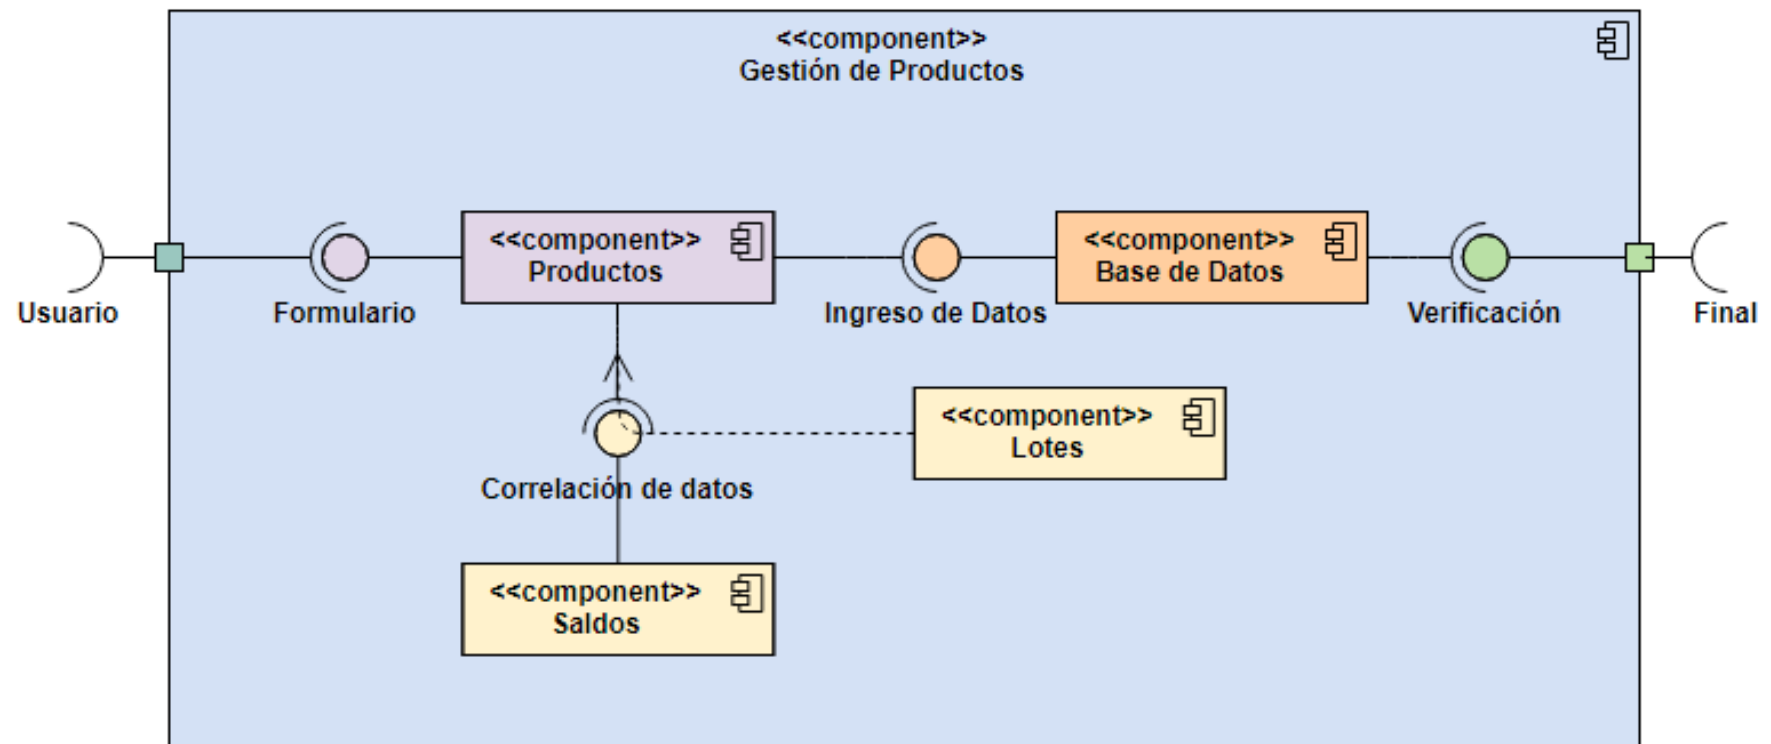 <<component>>
Gestión de Productos
<<component>>
Productos
<<component>>
Base de Datos
Usuario
Formulario
Ingreso de Datos
Verificación
Final
<<component>>
Lotes
Correlación de datos
<<component>>
Saldos